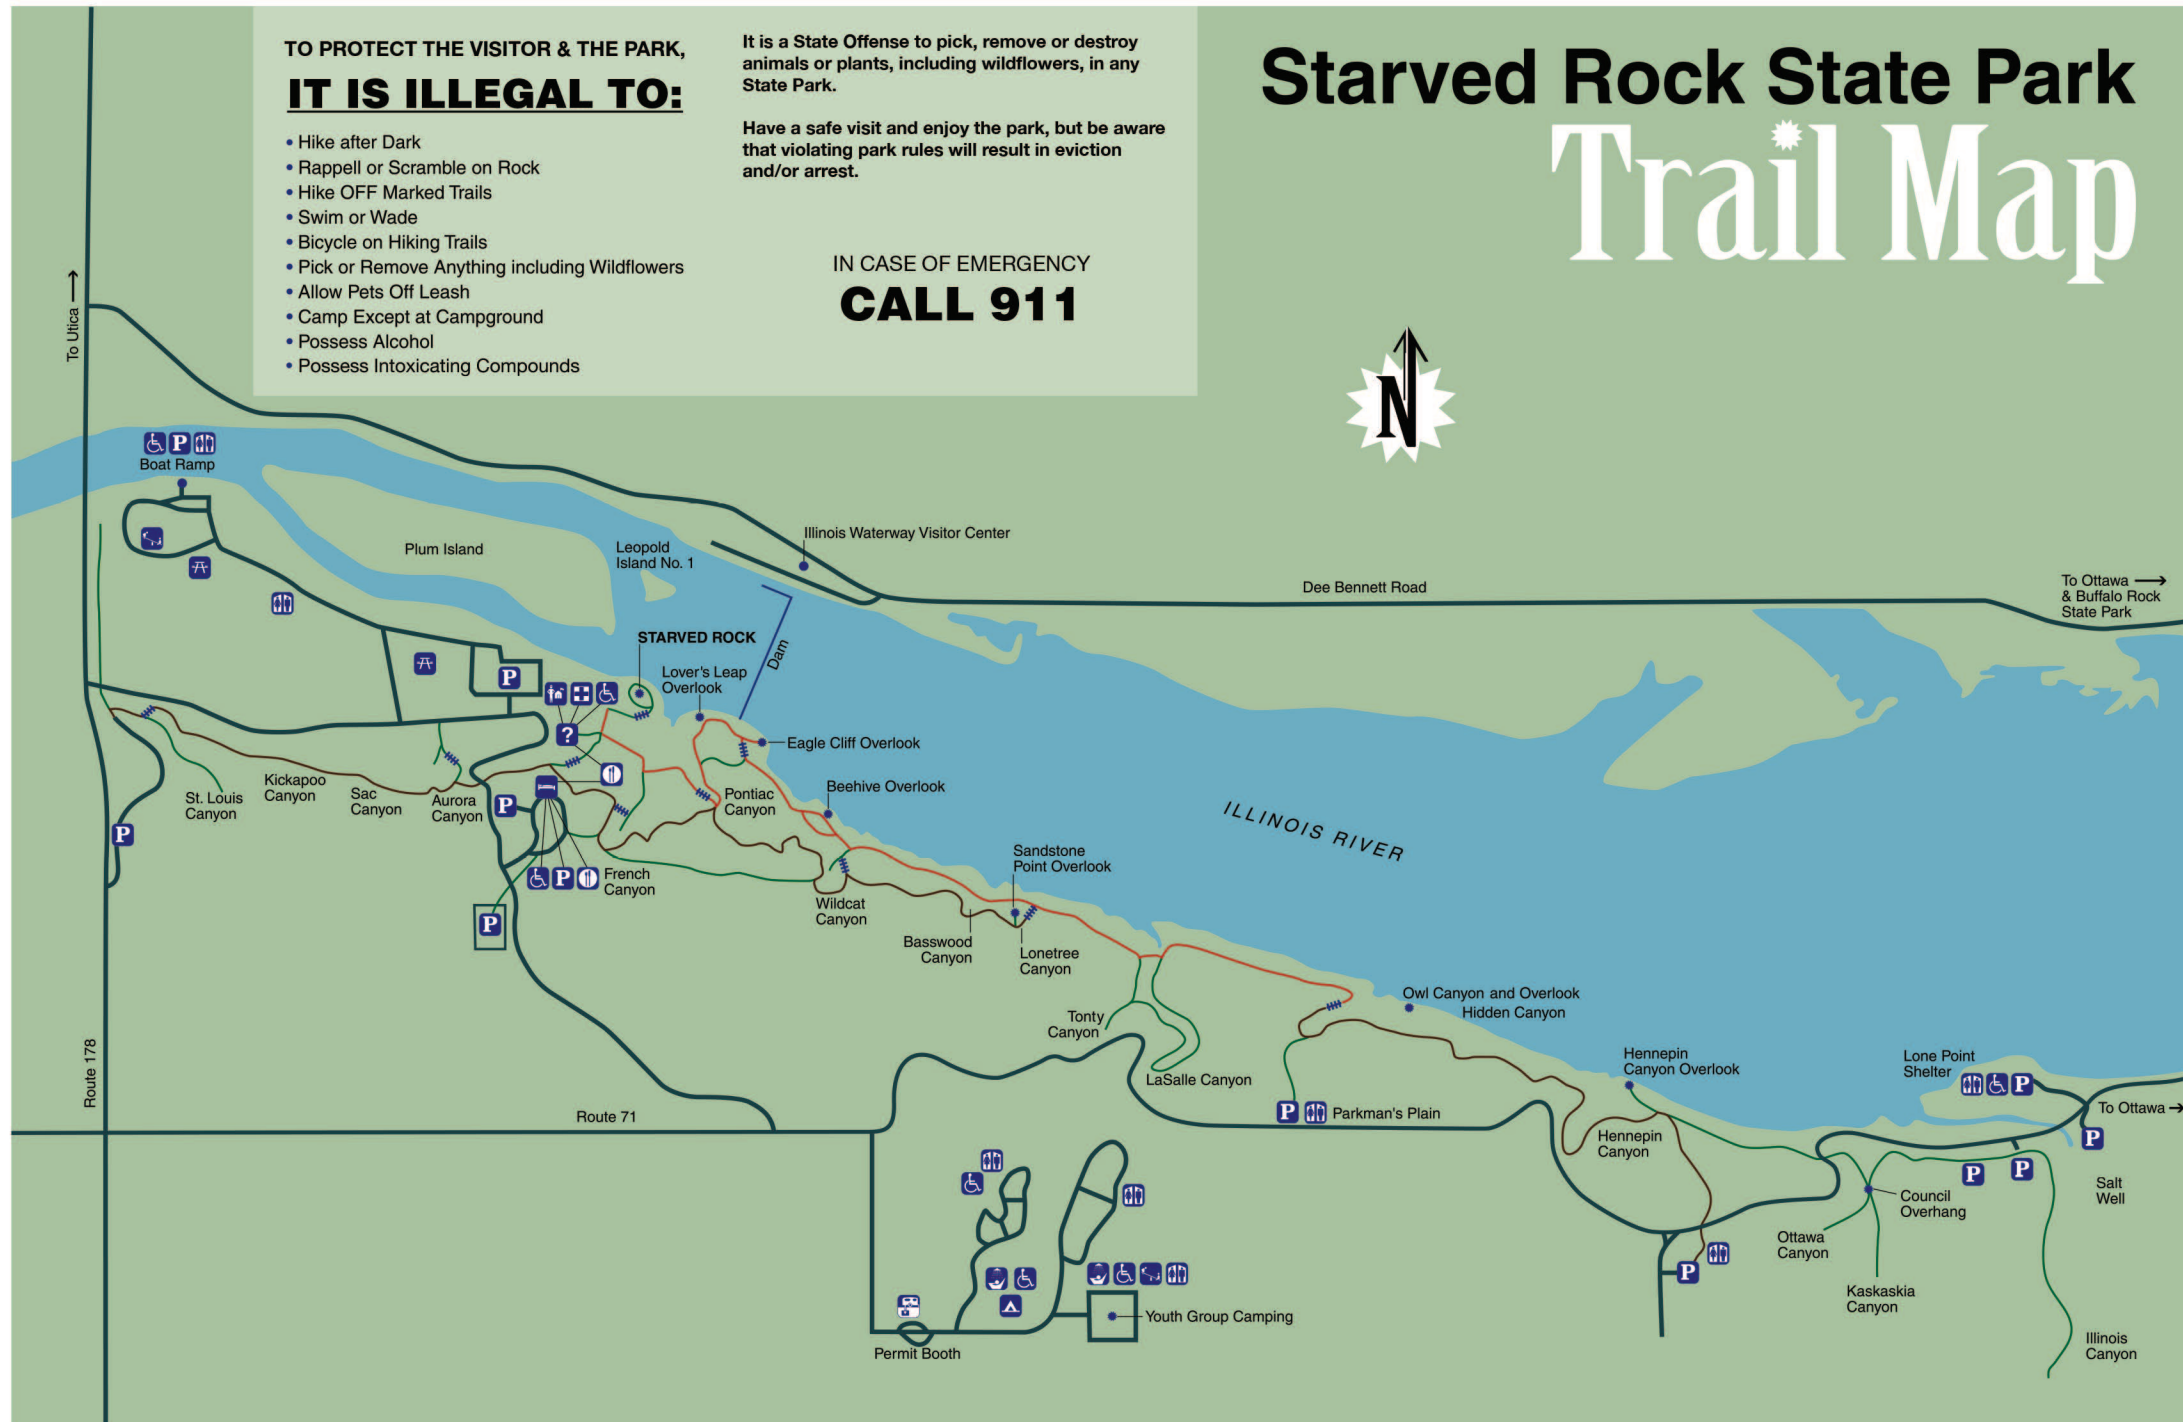 TO PROTECT THE VISITOR & THE PARK,
IT IS ILLEGAL TO:
• Hike after Dark
• Rappell or Scramble on Rock
• Hike OFF Marked Trails
• Swim or Wade
• Bicycle on Hiking Trails
• Pick or Remove Anything including Wildflowers
• Allow Pets Off Leash
• Camp Except at Campground
• Possess Alcohol
• Possess Intoxicating Compounds
It is a State Offense to pick, remove or destroy
animals or plants, including wildflowers, in any
State Park.
Have a safe visit and enjoy the park, but be aware
that violating park rules will result in eviction
and/or arrest.
IN CASE OF EMERGENCY
CALL 911
Starved Rock State Park
Trail Map
N
To Utica
P
Boat Ramp
Plum Island
Leopold
Island No. 1
Illinois Waterway Visitor Center
Dee Bennett Road
To Ottawa
& Buffalo Rock
State Park
STARVED ROCK
Dam
Lover's Leap
Overlook
P
?
Eagle Cliff Overlook
Beehive Overlook
ILLINOIS RIVER
St. Louis
Canyon
Kickapoo
Canyon
Sac
Canyon
Aurora
Canyon
P
P
Pontiac
Canyon
P
French
Canyon
P
Wildcat
Canyon
Sandstone
Point Overlook
Basswood
Canyon
Lonetree
Canyon
Tonty
Canyon
LaSalle Canyon
Owl Canyon and Overlook
Hidden Canyon
Route 178
Route 71
P
Parkman's Plain
Hennepin
Canyon Overlook
Hennepin
Canyon
Lone Point
Shelter
P
To Ottawa
P
P
P
Salt
Well
Council
Overhang
Ottawa
Canyon
Kaskaskia
Canyon
P
Illinois
Canyon
Youth Group Camping
Permit Booth